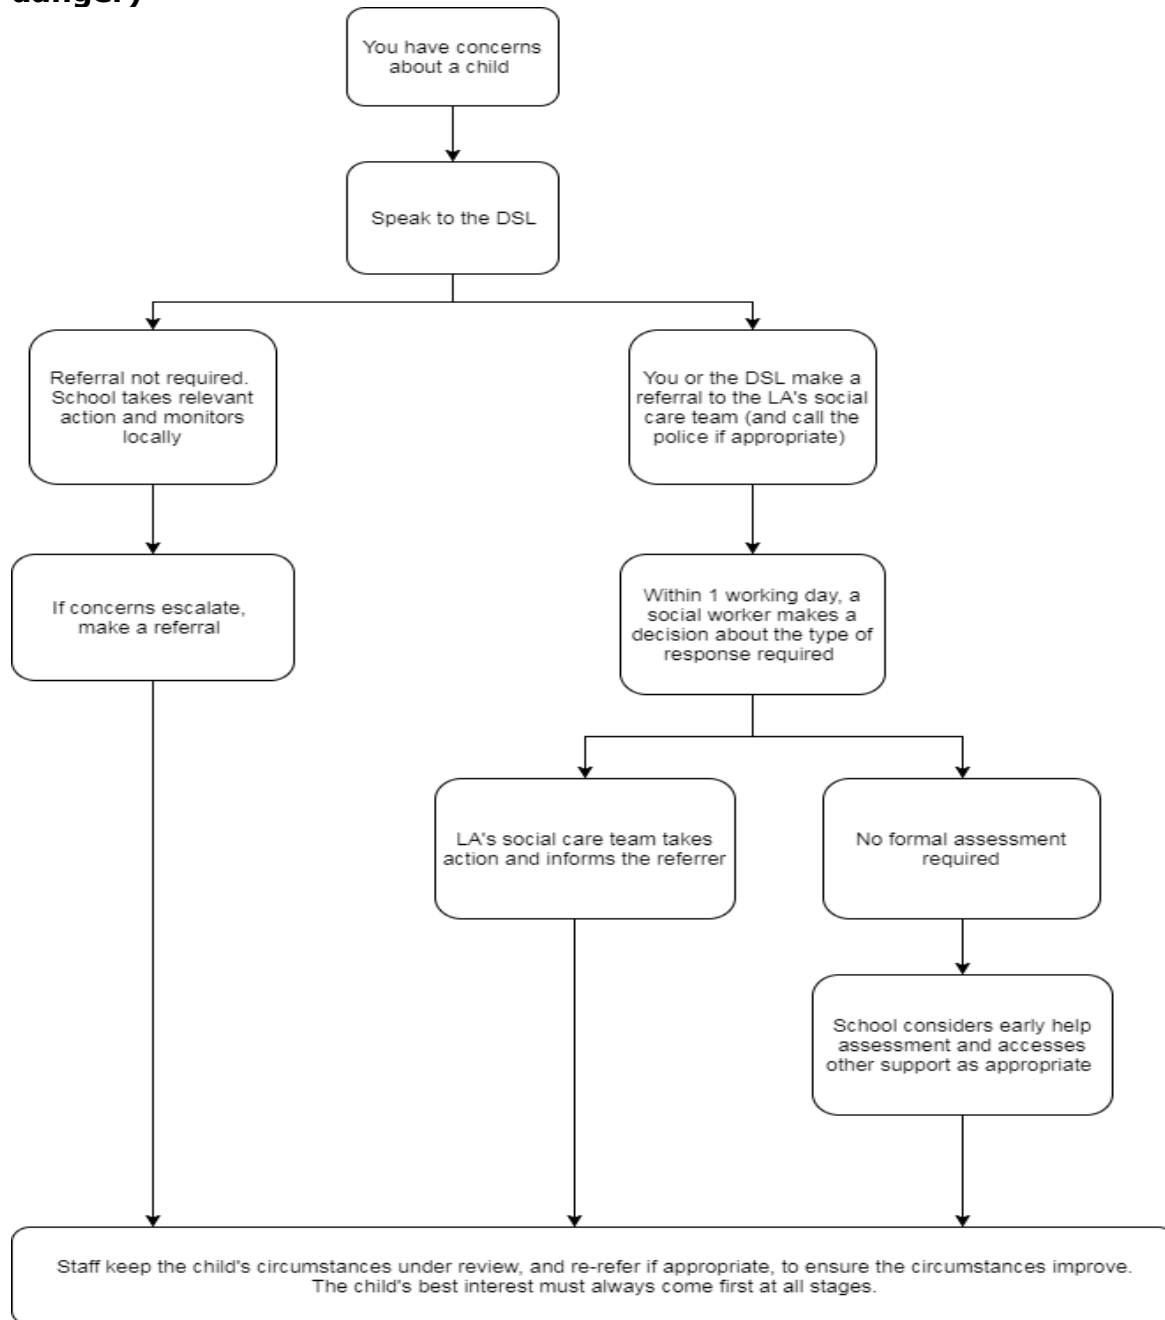 danger)
You have concerns
about a child
Speak to the DSL
Referral not required.
School takes relevant
action and monitors
locally
You or the DSL make a
referral to the LA's social
care team (and call the
police if appropriate)
If concerns escalate,
make a referral
Within 1 working day, a
social worker makes a
decision about the type of
response required
LA's social care team takes
action and informs the referrer
No formal assessment
required
School considers early help
assessment and accesses
other support as appropriate
Staff keep the child's circumstances under review, and re-refer if appropriate, to ensure the circumstances improve.
The child's best interest must always come first at all stages.